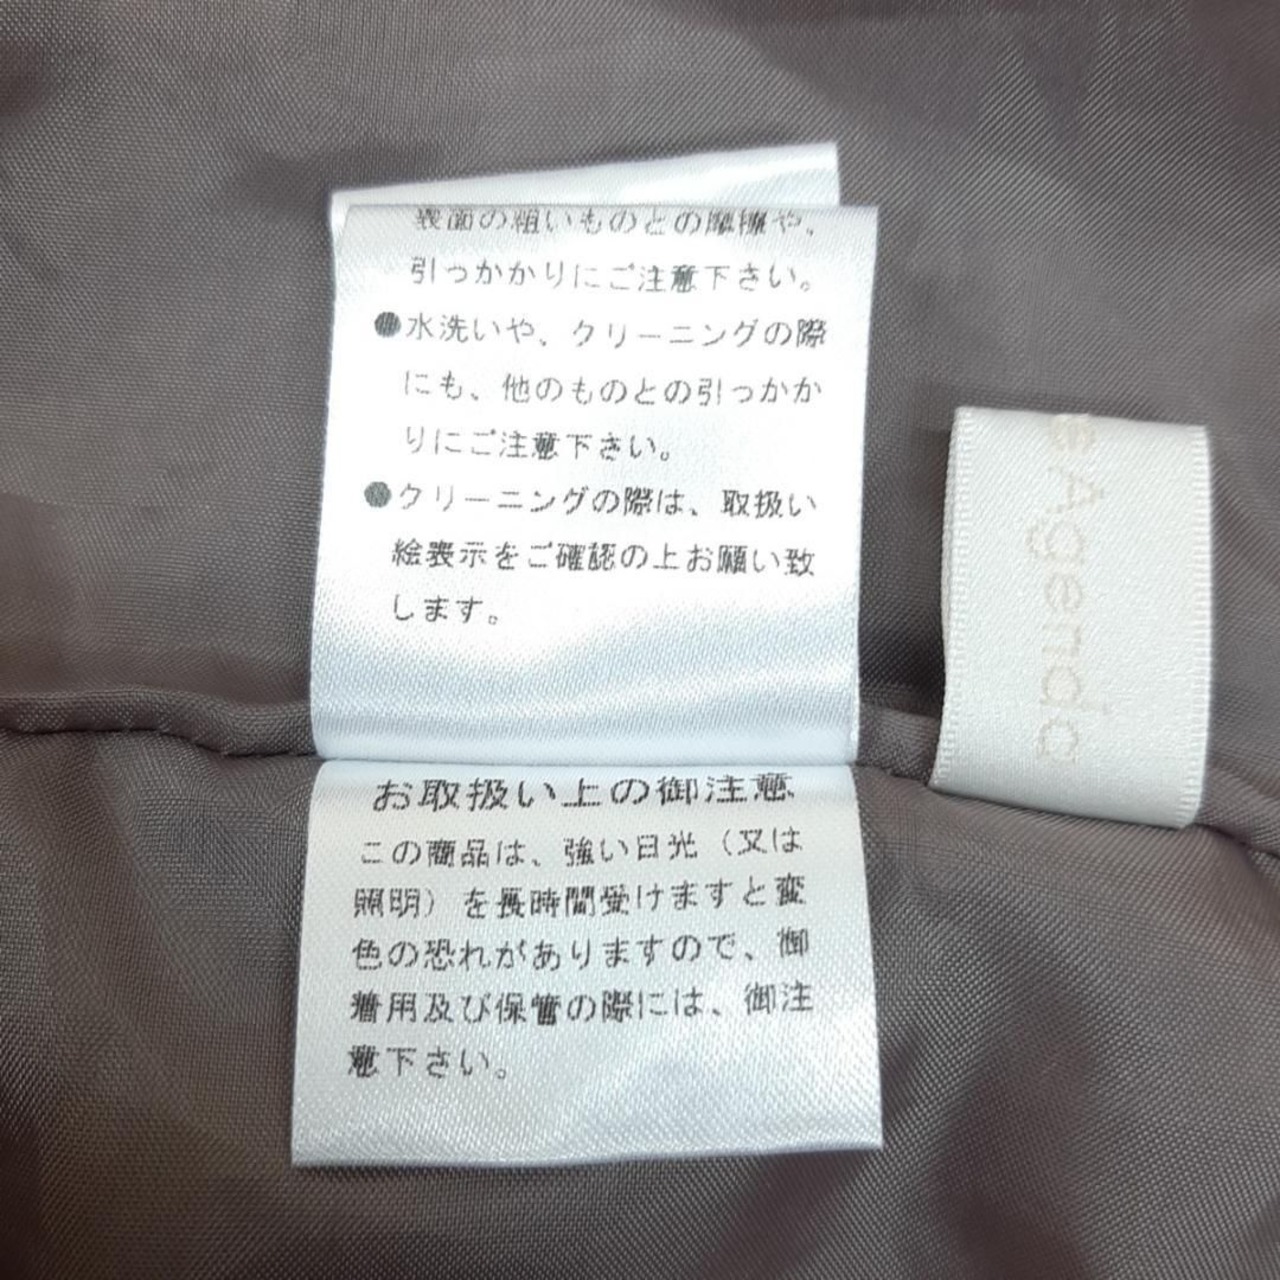 表面の粗いものとの摩擦や、
引っかかりにご注意下さい。
●水洗いや、クリーニングの際
にも、他のものとの引っかか
りにご注意下さい。
●クリーニングの際は、取扱い
絵表示をご確認の上お願い致
します。
お取扱い上の御注意
この商品は、強い日光（又は
照明）を長時間受けますと変
色の恐れがありますので、御
着用及び保管の際には、御注
意下さい。
eAgenda